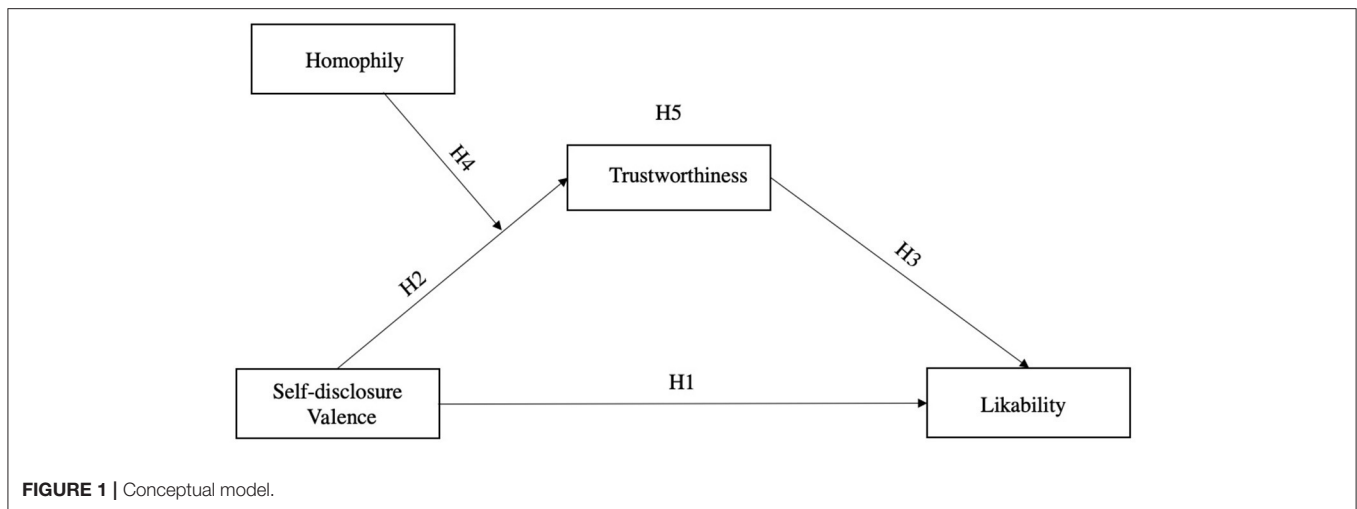 Homophily
H5
H4
Trustworthiness
H3
H2
Self-disclosure
Valence
H1
Likability
FIGURE 1 | Conceptual model.